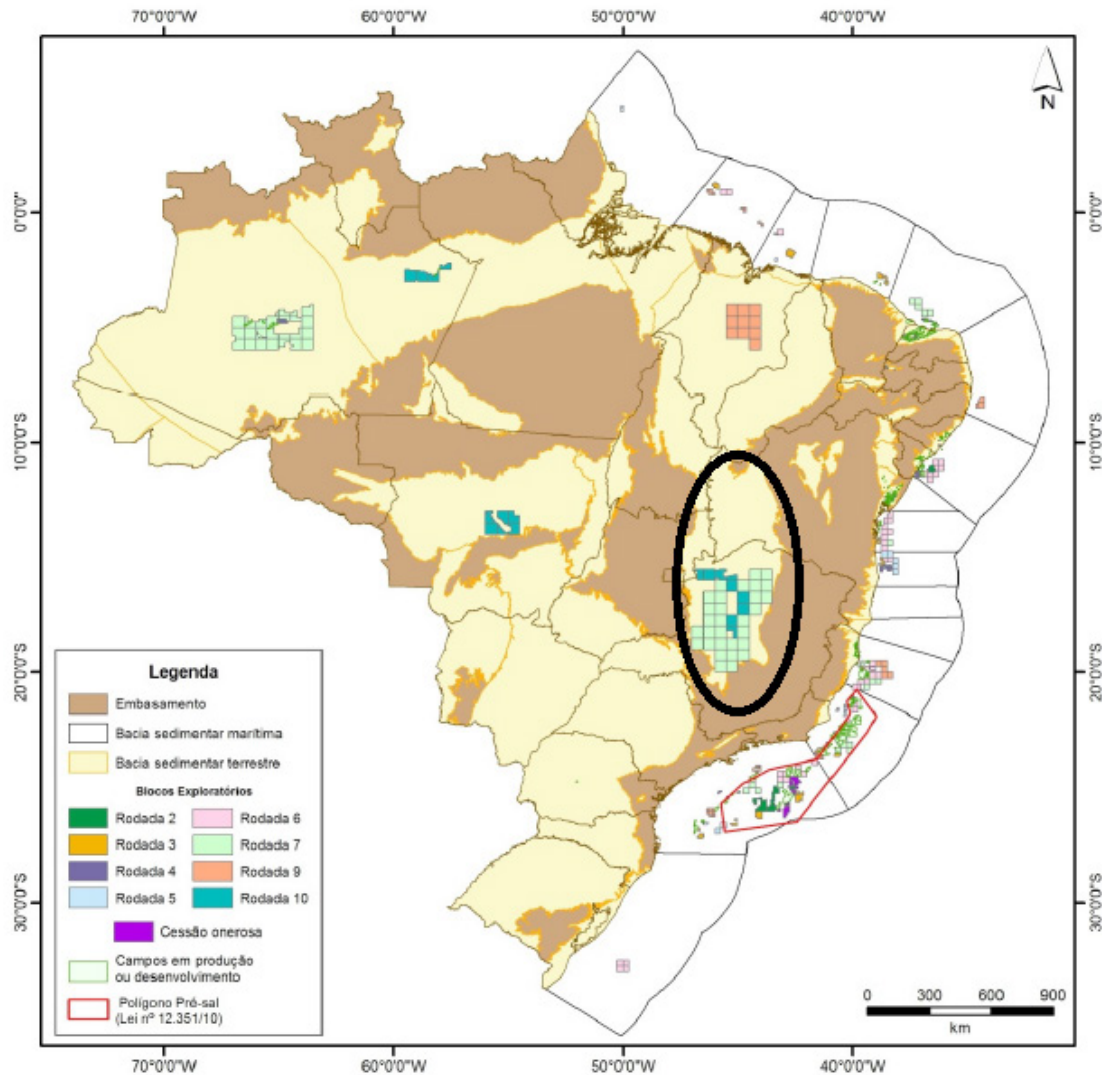 70°0'0"W 60°0'0"W 50°0'0"W 40°0'0"W
N
0°0'0" 0°0'0"
10°0'0"S 10°0'0"S
20°0'0"S 20°0'0"S
30°0'0"S 30°0'0"S
Legenda
Embasamento
Bacia sedimentar marítima
Bacia sedimentar terrestre
Blocos Exploratórios
Rodada 2 Rodada 6
Rodada 3 Rodada 7
Rodada 4 Rodada 9
Rodada 5 Rodada 10
Cessão onerosa
Campos em produção
ou desenvolvimento
Polígono Pré-sal
(Lei nº 12.351/10)
0 300 600 900
km
70°0'0"W 60°0'0"W 50°0'0"W 40°0'0"W